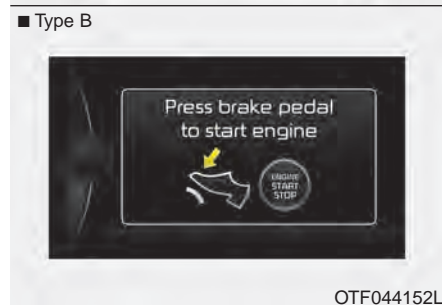 ■ Type B
Press brake pedal
to start engine
ENGINE
START
STOP
OTF044152L